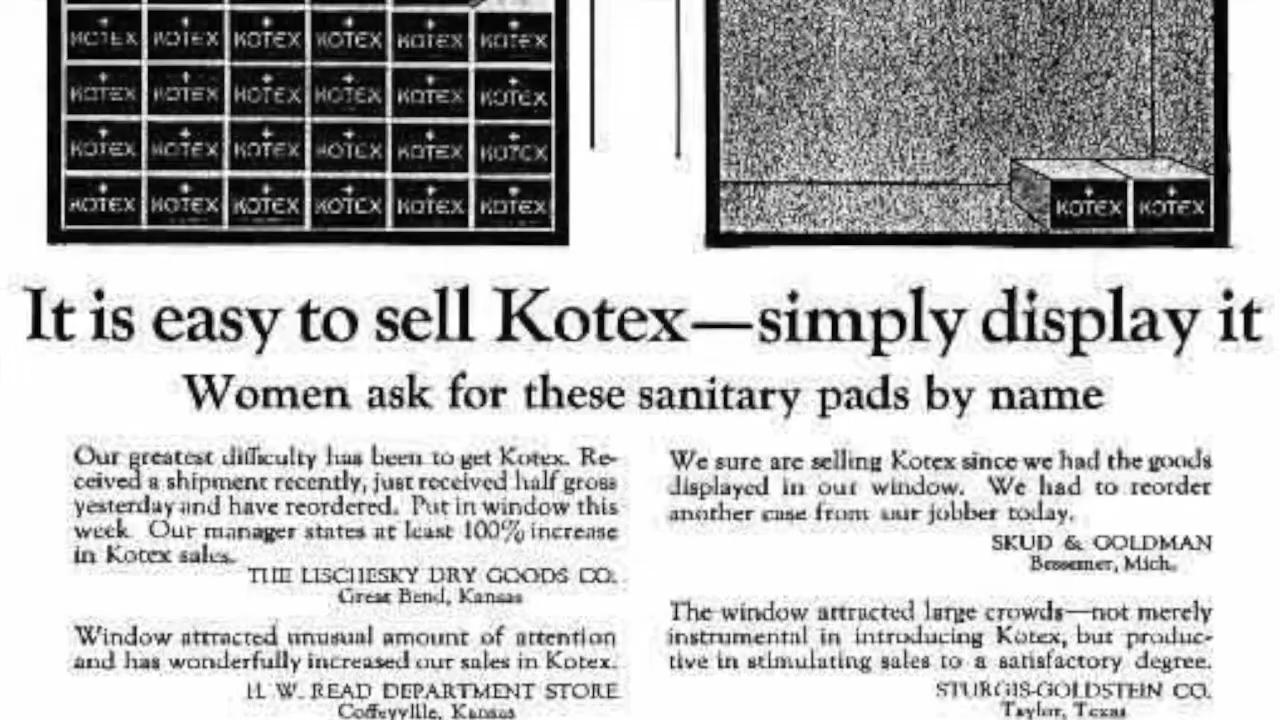 KOTEX KOTEX KOTEX KOTEX KOTEX KOTEX
KOTEX KOTEX KOTEX KOTEX KOTEX KOTEX
KOTEX KOTEX KOTEX KOTEX KOTEX KOTEX
KOTEX KOTEX KOTEX KOTEX KOTEX KOTEX
KOTEX KOTEX
It is easy to sell Kotex—simply display it
Women ask for these sanitary pads by name
Our greatest difficulty has been to get Kotex. Re-
ceived a shipment recently, just received half gross
yesterday and have reordered. Put in window this
week. Our manager states at least 100% increase
in Kotex sales.
THE LISCHESKY DRY GOODS CO.
Great Bend, Kansas
Window attracted unusual amount of attention
and has wonderfully increased our sales in Kotex.
H. W. READ DEPARTMENT STORE
Coffeyville, Kansas
We sure are selling Kotex since we had the goods
displayed in our window. We had to reorder
another case from our jobber today.
SKUD & GOLDMAN
Bessemer, Mich.
The window attracted large crowds—not merely
instrumental in introducing Kotex, but produc-
tive in stimulating sales to a satisfactory degree.
STURGIS-GOLDSTEIN CO.
Taylor, Texas